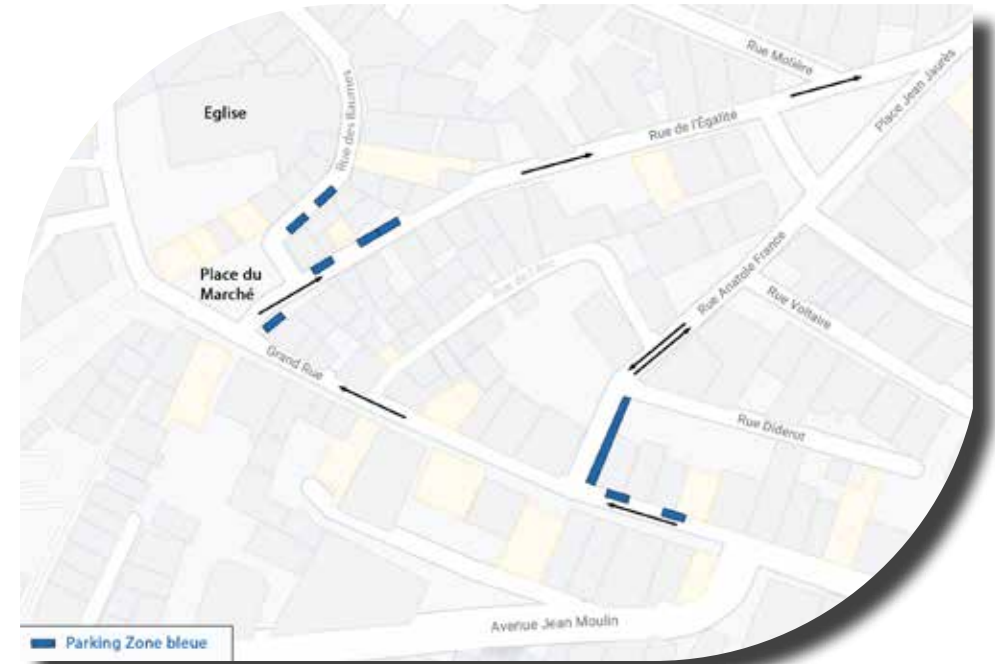 Rue Molière
Place Jean Jaurès
Eglise
Rue des Baumes
Rue de l'Égalité
Place du
Marché
Rue Anatole France
Rue Voltaire
Grand Rue
Rue Diderot
Avenue Jean Moulin
Parking Zone bleue